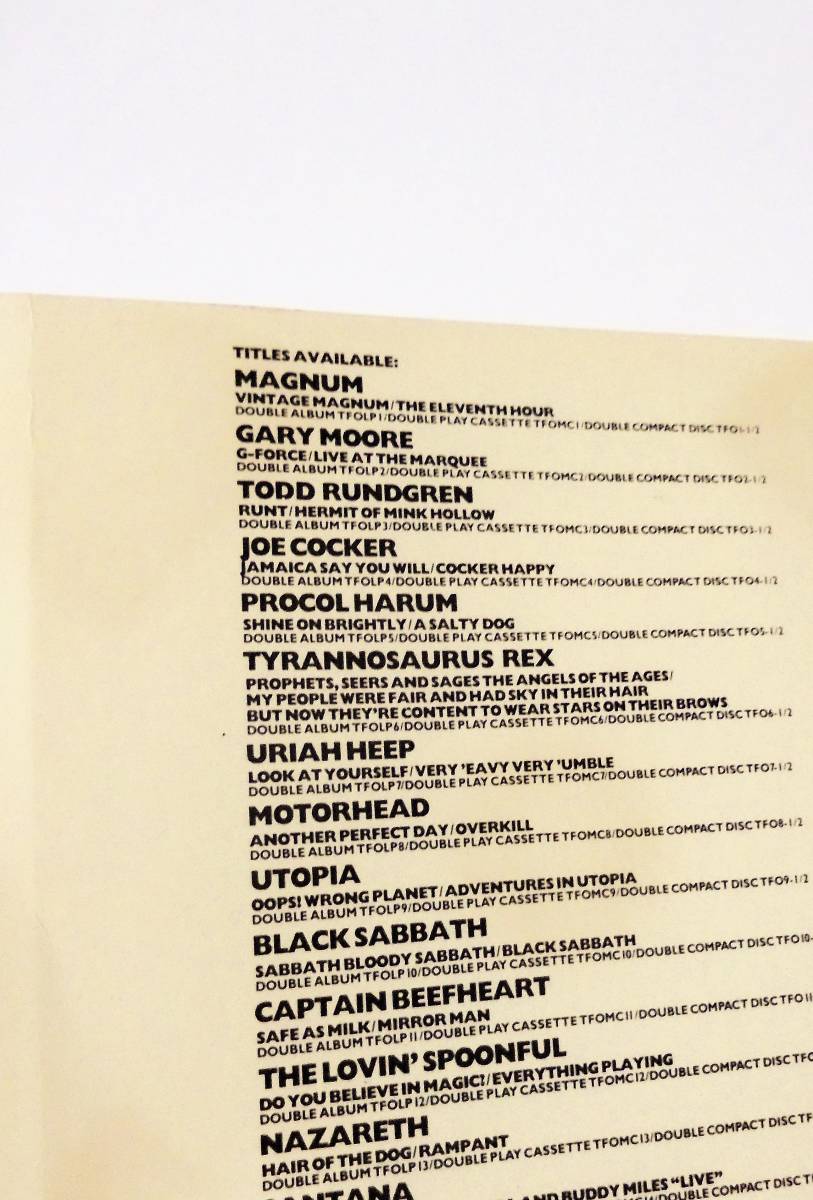 TITLES AVAILABLE:
MAGNUM
VINTAGE MAGNUM/THE ELEVENTH HOUR
DOUBLE ALBUM TFOLP1/DOUBLE PLAY CASSETTE TFOMC1/DOUBLE COMPACT DISC TFO1-1/2
GARY MOORE
G-FORCE/LIVE AT THE MARQUEE
DOUBLE ALBUM TFOLP2/DOUBLE PLAY CASSETTE TFOMC2/DOUBLE COMPACT DISC TFO2-1/2
TODD RUNDGREN
RUNT/HERMIT OF MINK HOLLOW
DOUBLE ALBUM TFOLP3/DOUBLE PLAY CASSETTE TFOMC3/DOUBLE COMPACT DISC TFO3-1/2
JOE COCKER
JAMAICA SAY YOU WILL/COCKER HAPPY
DOUBLE ALBUM TFOLP4/DOUBLE PLAY CASSETTE TFOMC4/DOUBLE COMPACT DISC TFO4-1/2
PROCOL HARUM
SHINE ON BRIGHTLY/A SALTY DOG
DOUBLE ALBUM TFOLP5/DOUBLE PLAY CASSETTE TFOMC5/DOUBLE COMPACT DISC TFO5-1/2
TYRANNOSAURUS REX
PROPHETS, SEERS AND SAGES THE ANGELS OF THE AGES/
MY PEOPLE WERE FAIR AND HAD SKY IN THEIR HAIR
BUT NOW THEY'RE CONTENT TO WEAR STARS ON THEIR BROWS
DOUBLE ALBUM TFOLP6/DOUBLE PLAY CASSETTE TFOMC6/DOUBLE COMPACT DISC TFO6-1/2
URIAH HEEP
LOOK AT YOURSELF/VERY 'EAVY VERY 'UMBLE
DOUBLE ALBUM TFOLP7/DOUBLE PLAY CASSETTE TFOMC7/DOUBLE COMPACT DISC TFO7-1/2
MOTORHEAD
ANOTHER PERFECT DAY/OVERKILL
DOUBLE ALBUM TFOLP8/DOUBLE PLAY CASSETTE TFOMC8/DOUBLE COMPACT DISC TFO8-1/2
UTOPIA
OOPS! WRONG PLANET/ADVENTURES IN UTOPIA
DOUBLE ALBUM TFOLP9/DOUBLE PLAY CASSETTE TFOMC9/DOUBLE COMPACT DISC TFO9-1/2
BLACK SABBATH
SABBATH BLOODY SABBATH/BLACK SABBATH
DOUBLE ALBUM TFOLP10/DOUBLE PLAY CASSETTE TFOMC10/DOUBLE COMPACT DISC TFO10-
CAPTAIN BEEFHEART
SAFE AS MILK/MIRROR MAN
DOUBLE ALBUM TFOLP11/DOUBLE PLAY CASSETTE TFOMC11/DOUBLE COMPACT DISC TFO11
THE LOVIN' SPOONFUL
DO YOU BELIEVE IN MAGIC?/EVERYTHING PLAYING
DOUBLE ALBUM TFOLP12/DOUBLE PLAY CASSETTE TFOMC12/DOUBLE COMPACT DISC TFO
NAZARETH
HAIR OF THE DOG/RAMPANT
DOUBLE ALBUM TFOLP13/DOUBLE PLAY CASSETTE TFOMC13/DOUBLE COMPACT DISC TF
SANTANA
AND BUDDY MILES "LIVE"
DOUBLE COMPACT DISC